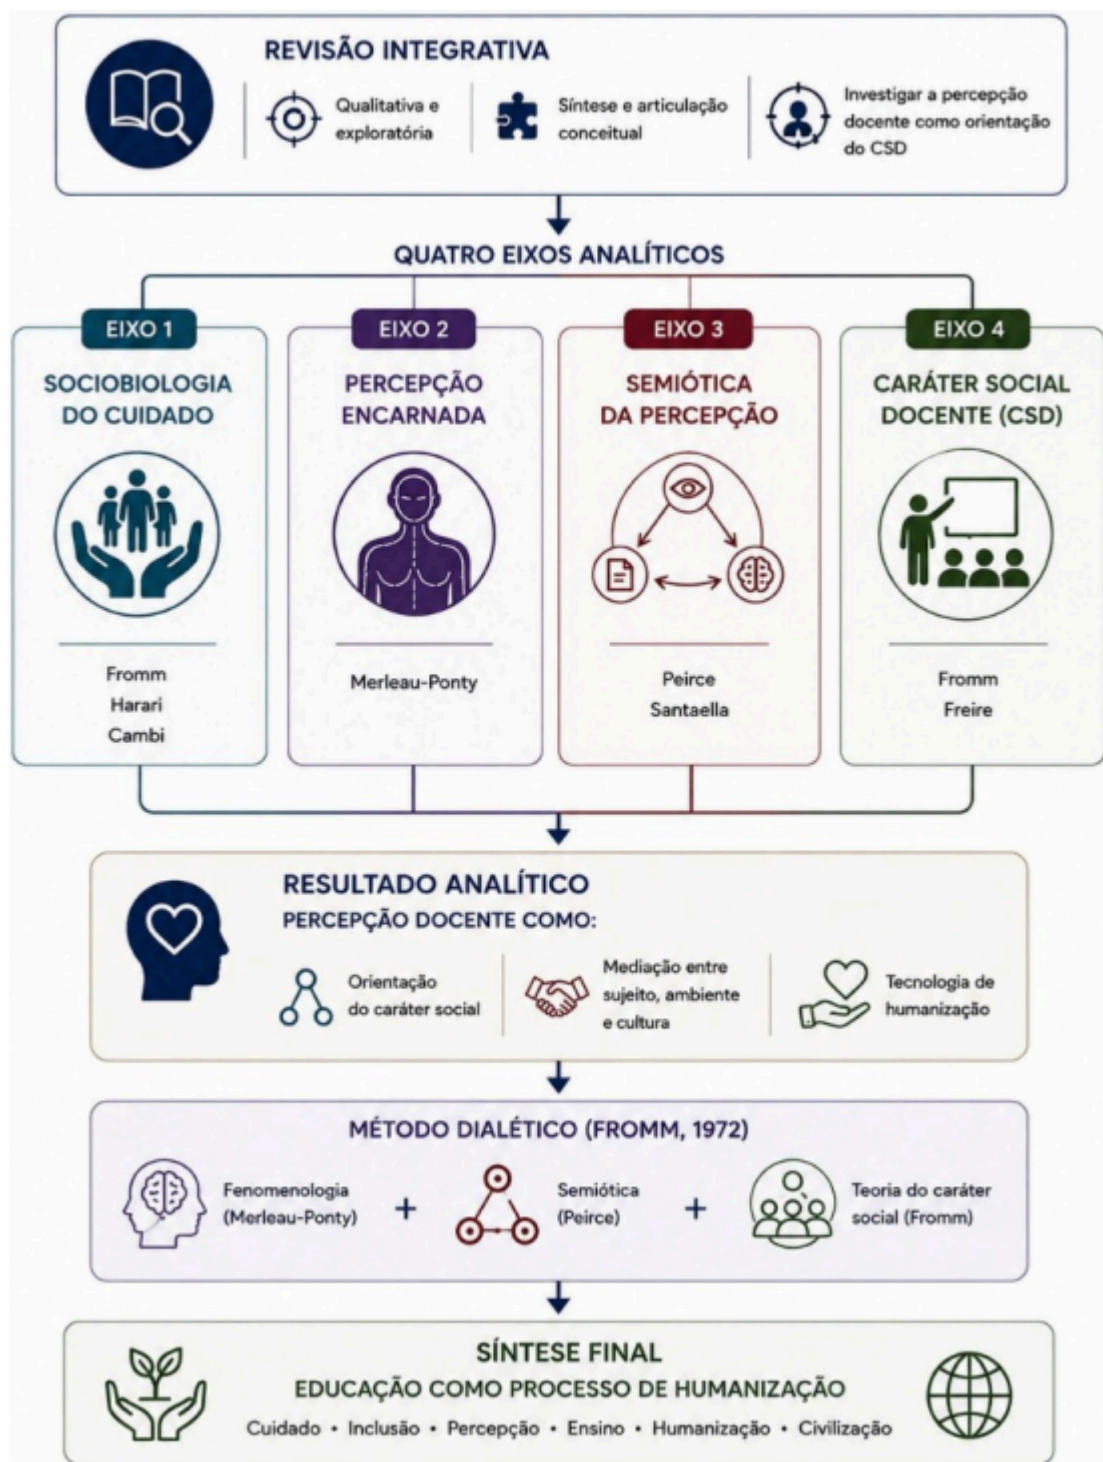 REVISÃO INTEGRATIVA
Qualitativa e
exploratória
Síntese e articulação
conceitual
Investigar a percepção
docente como orientação
do CSD
QUATRO EIXOS ANALÍTICOS
EIXO 1
SOCIOBIOLOGIA
DO CUIDADO
Fromm
Harari
Cambi
EIXO 2
PERCEPÇÃO
ENCARNADA
Merleau-Ponty
EIXO 3
SEMIÓTICA
DA PERCEPÇÃO
Peirce
Santaella
EIXO 4
CARÁTER SOCIAL
DOCENTE (CSD)
Fromm
Freire
RESULTADO ANALÍTICO
PERCEPÇÃO DOCENTE COMO:
Orientação
do caráter social
Mediação entre
sujeito, ambiente
e cultura
Tecnologia de
humanização
MÉTODO DIALÉTICO (FROMM, 1972)
Fenomenologia
(Merleau-Ponty)
+
Semiótica
(Peirce)
+
Teoria do caráter
social (Fromm)
SÍNTESE FINAL
EDUCAÇÃO COMO PROCESSO DE HUMANIZAÇÃO
Cuidado • Inclusão • Percepção • Ensino • Humanização • Civilização